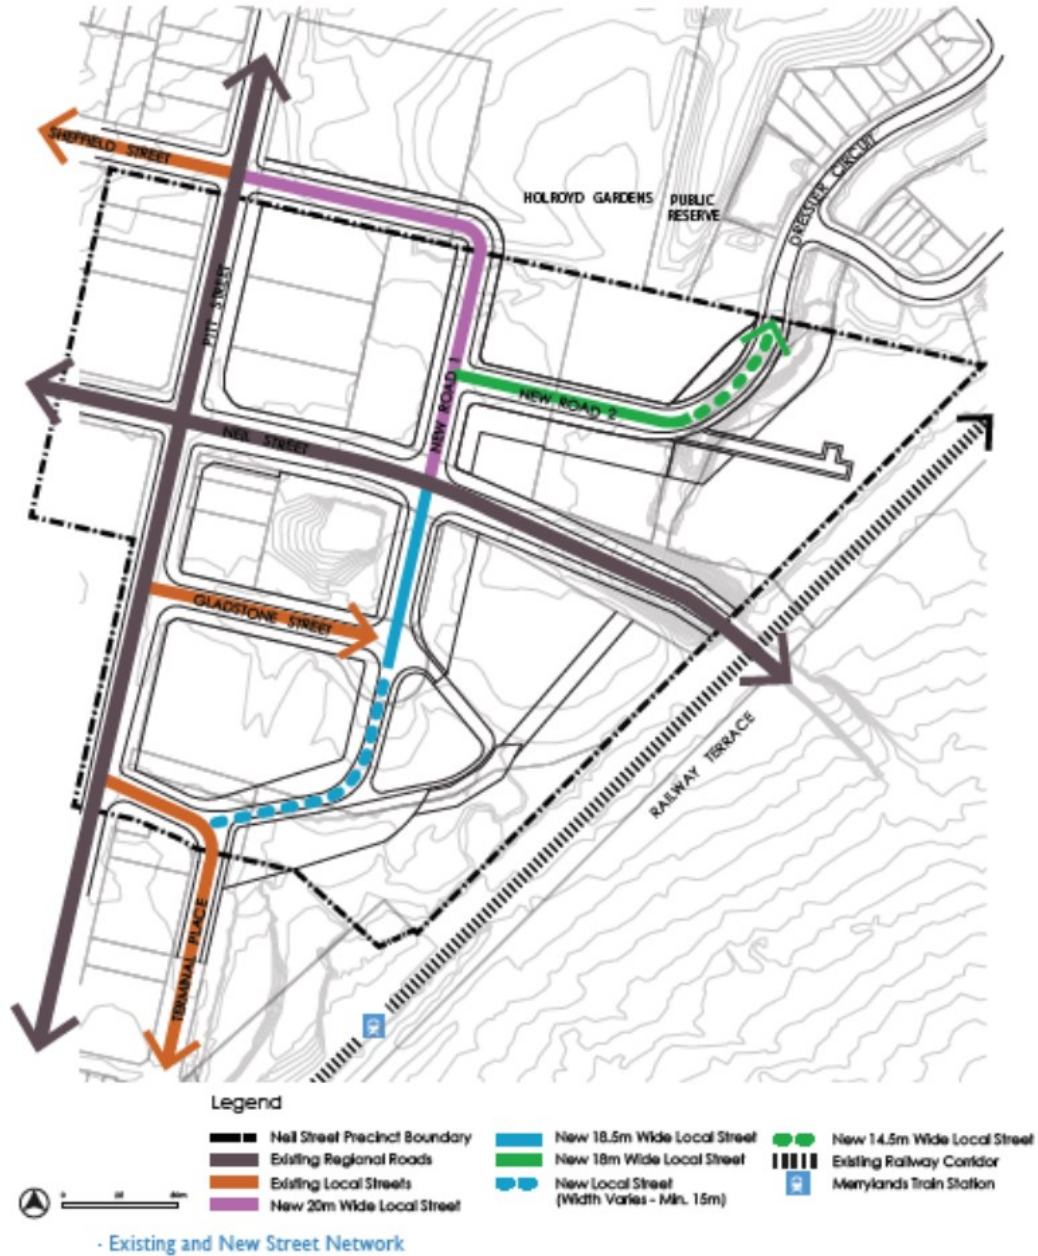 SHEFFIELD STREET
HOLROYD GARDENS PUBLIC
RESERVE
DRESSLER CIRCUIT
PITT STREET
NEW ROAD 1
NEW ROAD 2
NEIL STREET
GLADSTONE STREET
RAILWAY TERRACE
TERMINAL PLACE
Legend
Neil Street Precinct Boundary
Existing Regional Roads
Existing Local Streets
New 20m Wide Local Street
New 18.5m Wide Local Street
New 18m Wide Local Street
New Local Street
(Width Varies - Min. 15m)
New 14.5m Wide Local Street
Existing Railway Corridor
Merrylands Train Station
0
- Existing and New Street Network